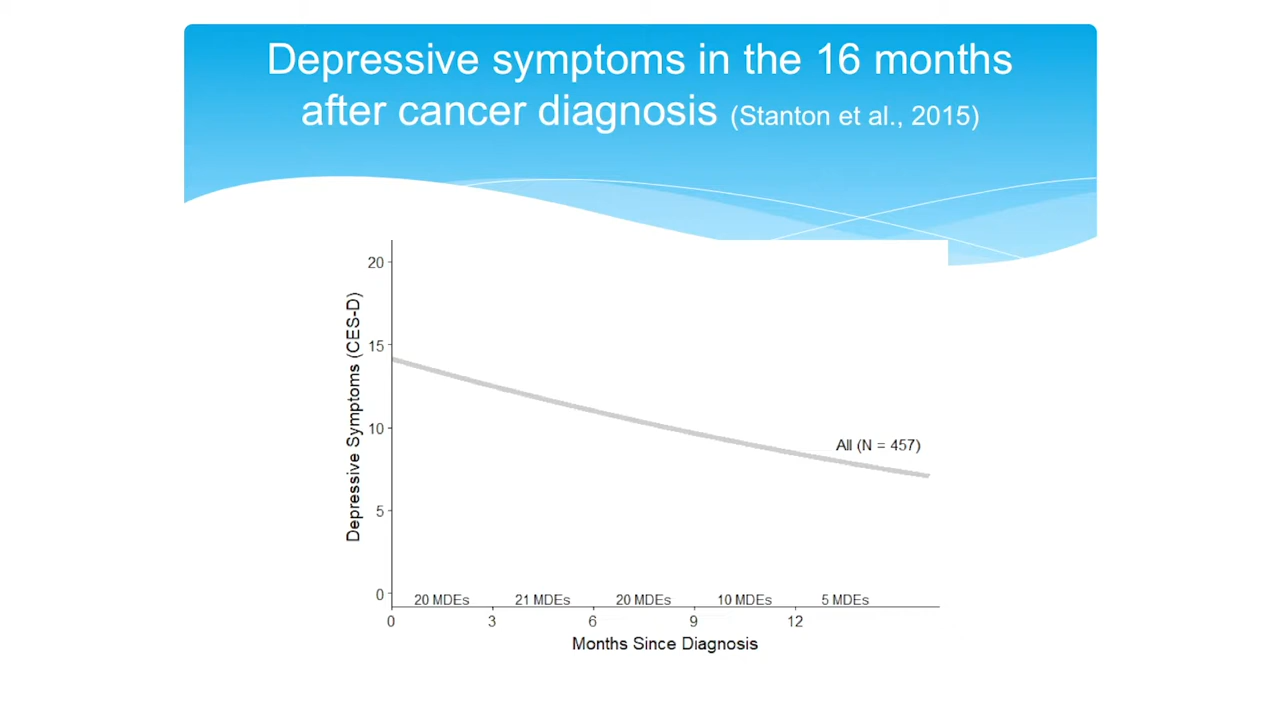 Depressive symptoms in the 16 months
after cancer diagnosis (Stanton et al., 2015)
20
15
10
5
0
Depressive Symptoms (CES-D)
All (N = 457)
20 MDEs 21 MDEs 20 MDEs 10 MDEs 5 MDEs
0 3 6 9 12
Months Since Diagnosis